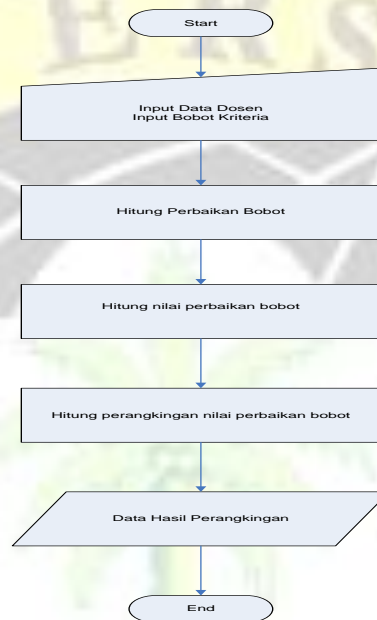 Start
Input Data Dosen
Input Bobot Kriteria
Hitung Perbaikan Bobot
Hitung nilai perbaikan bobot
Hitung perangkingan nilai perbaikan bobot
Data Hasil Perangkingan
End